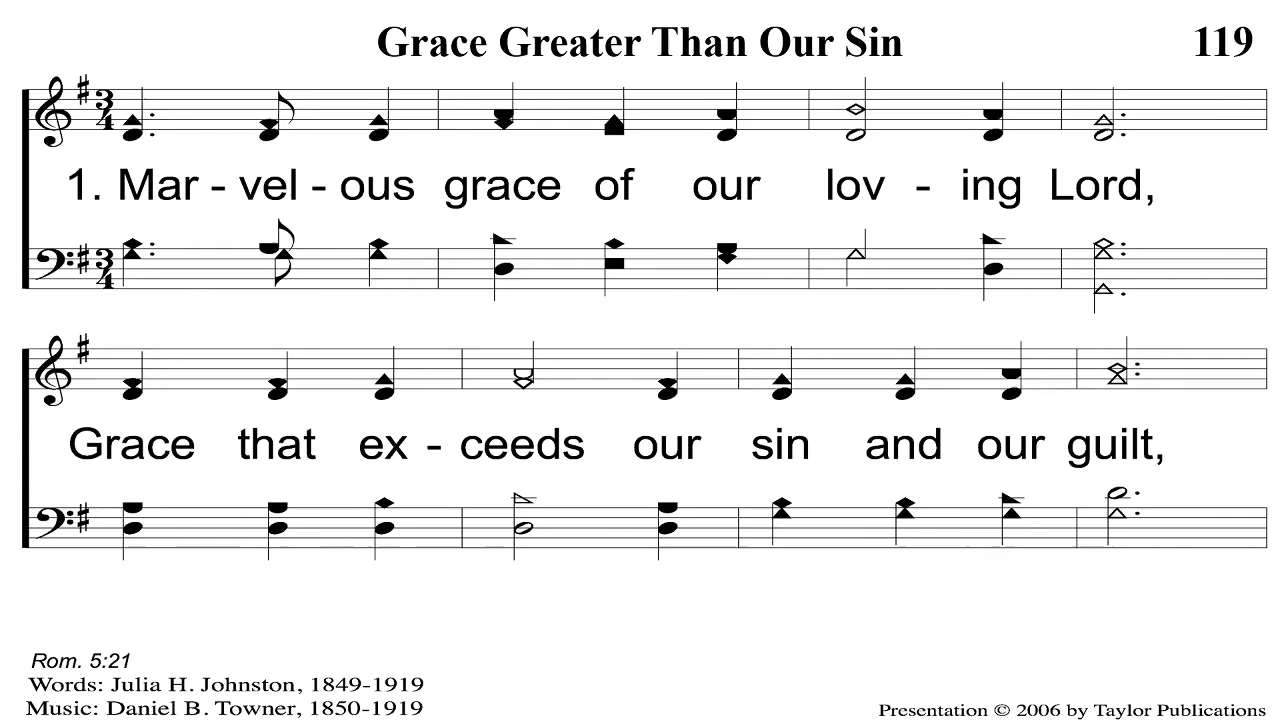 Grace Greater Than Our Sin 119
1. Mar - vel - ous grace of our lov - ing Lord,
Grace that ex - ceeds our sin and our guilt,
Rom. 5:21
Words: Julia H. Johnston, 1849-1919
Music: Daniel B. Towner, 1850-1919
Presentation © 2006 by Taylor Publications